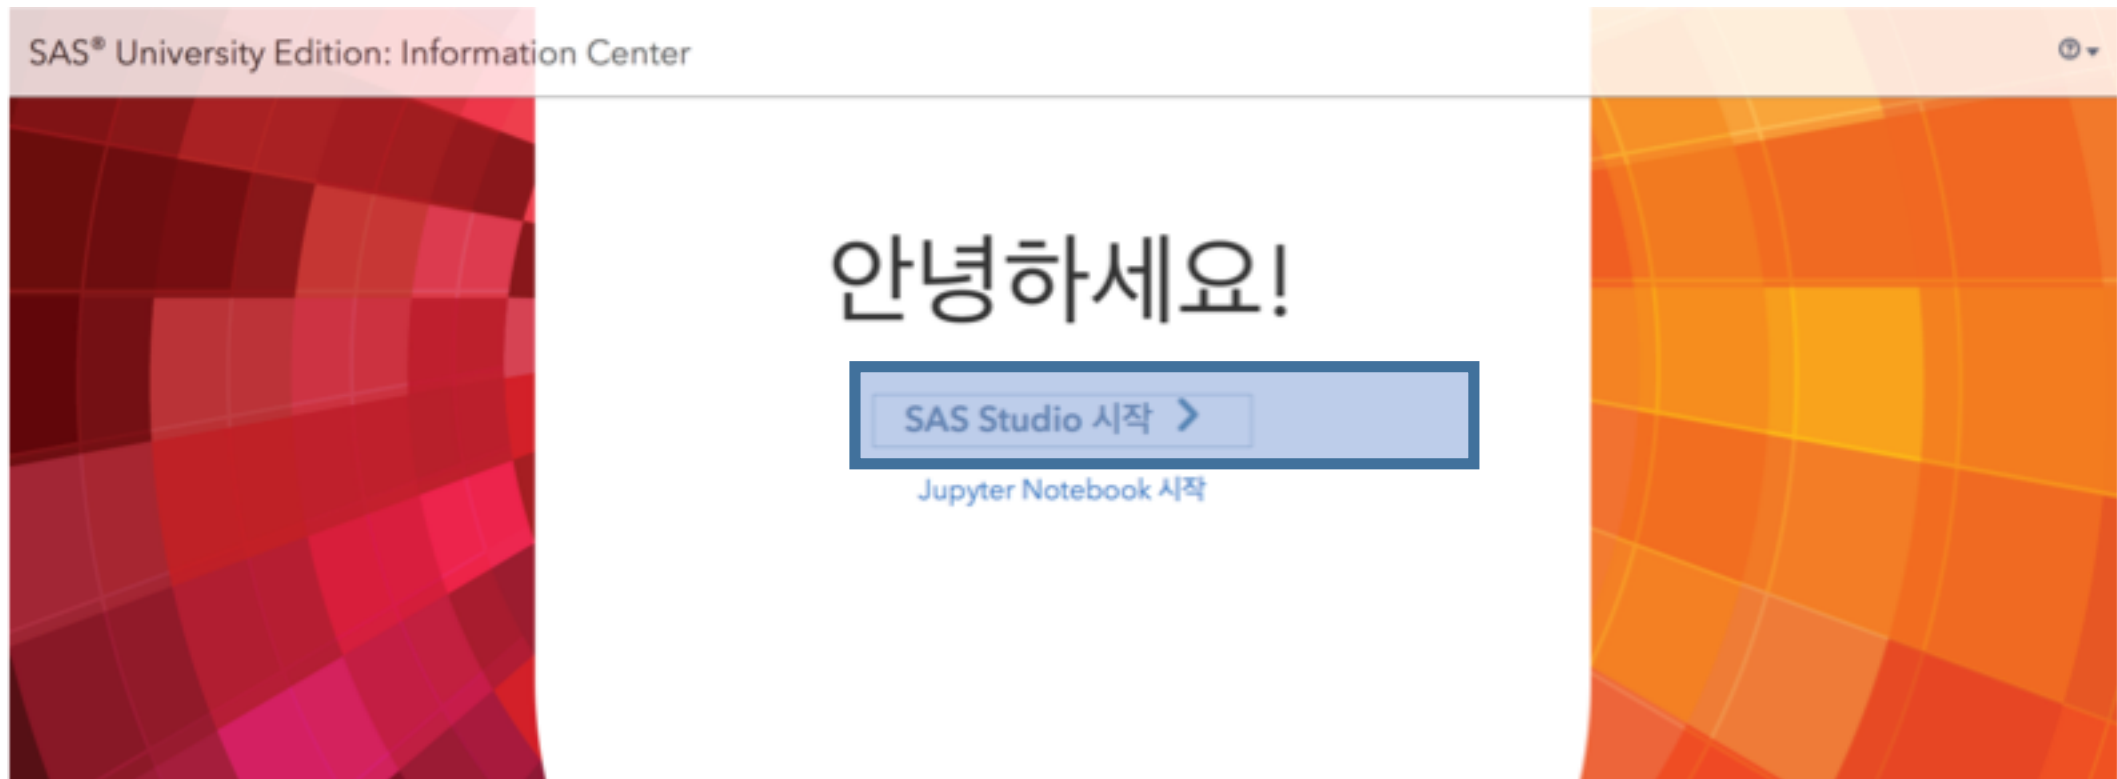 SAS® University Edition: Information Center
안녕하세요!
SAS Studio 시작
Jupyter Notebook 시작